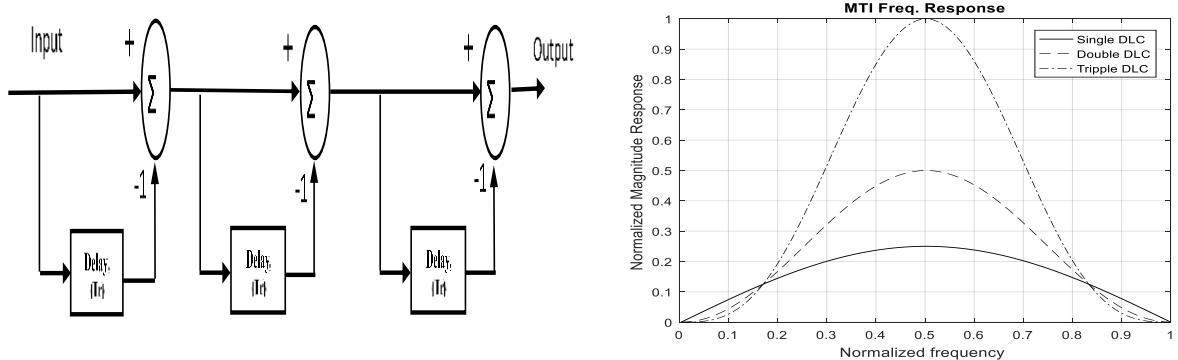 Input
+
+
+
Output
Σ
Σ
Σ
-1
-1
-1
Delay,
(Tr)
Delay,
(Tr)
Delay,
(Tr)
MTI Freq. Response
Single DLC
Double DLC
Tripple DLC
Normalized Magnitude Response
1
0.9
0.8
0.7
0.6
0.5
0.4
0.3
0.2
0.1
0
0 0.1 0.2 0.3 0.4 0.5 0.6 0.7 0.8 0.9 1
Normalized frequency